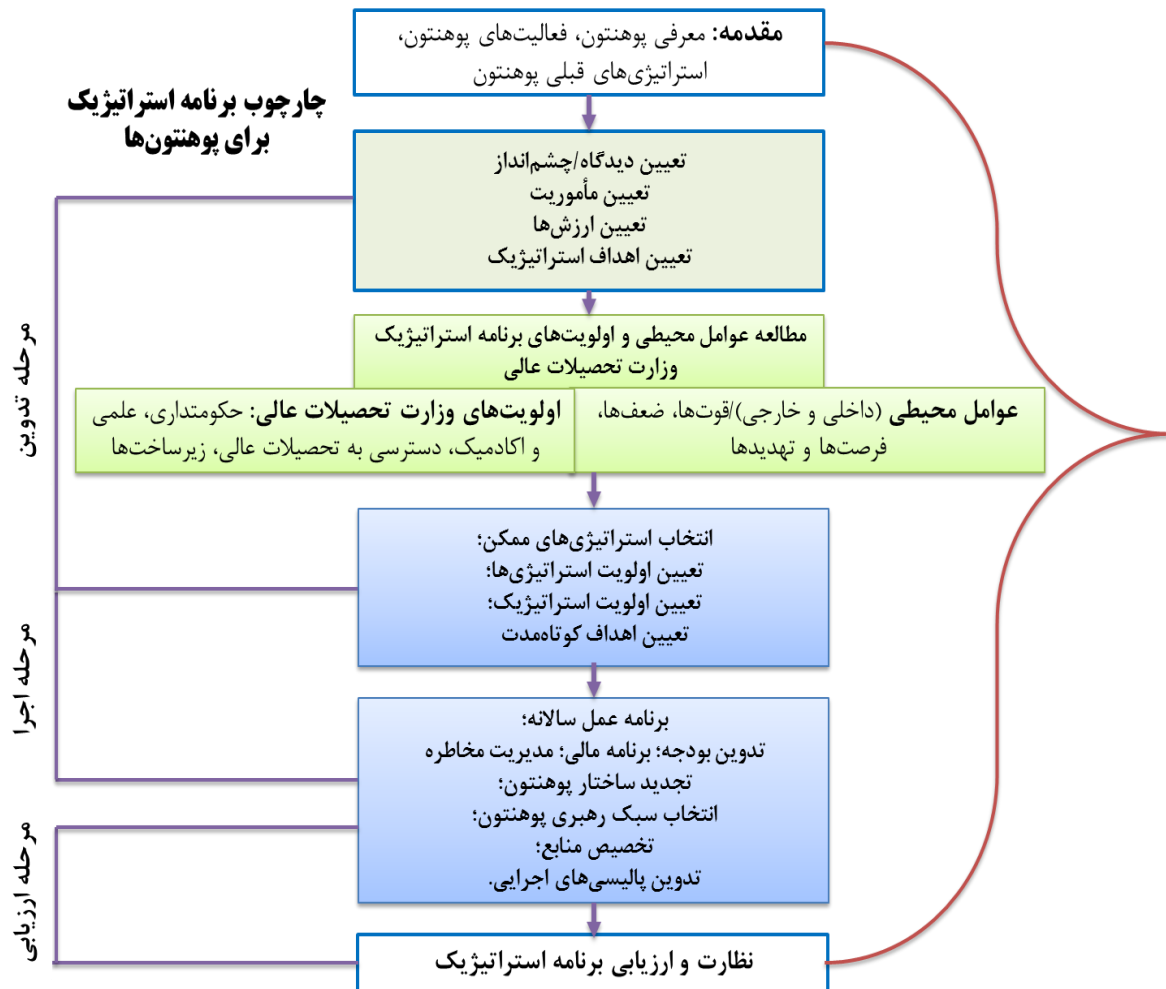 مقدمه: معرفی پوهنتون، فعالیت‌های پوهنتون،
استراتیژی‌های قبلی پوهنتون
چارچوب برنامه استراتیژیک
برای پوهنتون‌ها
تعیین دیدگاه/چشم‌انداز
تعیین مأموریت
تعیین ارزش‌ها
تعیین اهداف استراتیژیک
مطالعه عوامل محیطی و اولویت‌های برنامه استراتیژیک
وزارت تحصیلات عالی
عوامل محیطی (داخلی و خارجی)/قوت‌ها، ضعف‌ها،
فرصت‌ها و تهدیدها
اولویت‌های وزارت تحصیلات عالی: حکومتداری، علمی
و اکادمیک، دسترسی به تحصیلات عالی، زیرساخت‌ها
مرحله تدوین
انتخاب استراتیژی‌های ممکن؛
تعیین اولویت استراتیژی‌ها؛
تعیین اولویت استراتیژیک؛
تعیین اهداف کوتاه‌مدت
مرحله اجرا
برنامه عمل سالانه؛
تدوین بودجه؛ برنامه مالی؛ مدیریت مخاطره
تجدید ساختار پوهنتون؛
انتخاب سبک رهبری پوهنتون؛
تخصیص منابع؛
تدوین پالیسی‌های اجرایی.
مرحله ارزیابی
نظارت و ارزیابی برنامه استراتیژیک